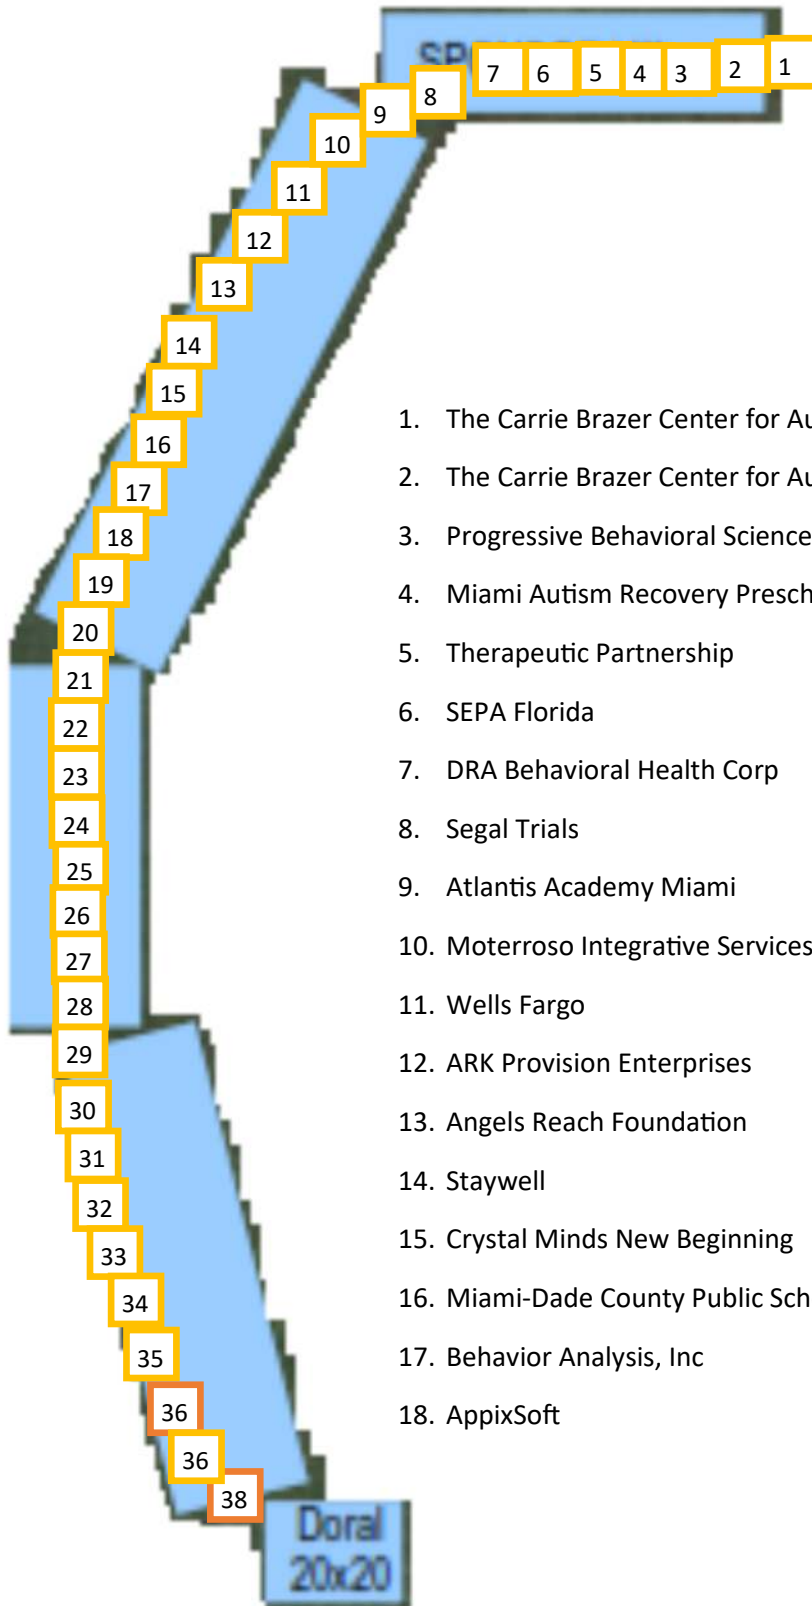 7 6 5 4 3 2 1
8
9
10
11
12
13
14
15
16
17
18
19
20
21
22
23
24
25
26
27
28
29
30
31
32
33
34
35
36
36
38
Doral
20x20
1. The Carrie Brazer Center for Au
2. The Carrie Brazer Center for Au
3. Progressive Behavioral Science
4. Miami Autism Recovery Presch
5. Therapeutic Partnership
6. SEPA Florida
7. DRA Behavioral Health Corp
8. Segal Trials
9. Atlantis Academy Miami
10. Moterroso Integrative Services
11. Wells Fargo
12. ARK Provision Enterprises
13. Angels Reach Foundation
14. Staywell
15. Crystal Minds New Beginning
16. Miami-Dade County Public Sch
17. Behavior Analysis, Inc
18. AppixSoft